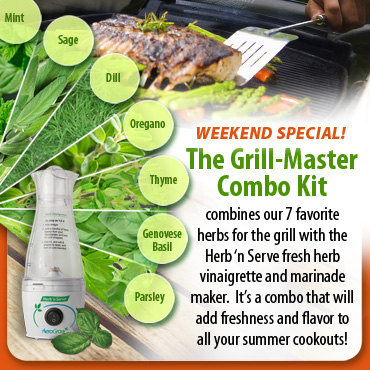 Mint
Sage
Dill
Oregano
Thyme
Genovese
Basil
Parsley
WEEKEND SPECIAL!
The Grill-Master
Combo Kit
combines our 7 favorite
herbs for the grill with the
Herb ‘n Serve fresh herb
vinaigrette and marinade
maker. It’s a combo that will
add freshness and flavor to
all your summer cookouts!
Herb 'n Serve
AeroGrow